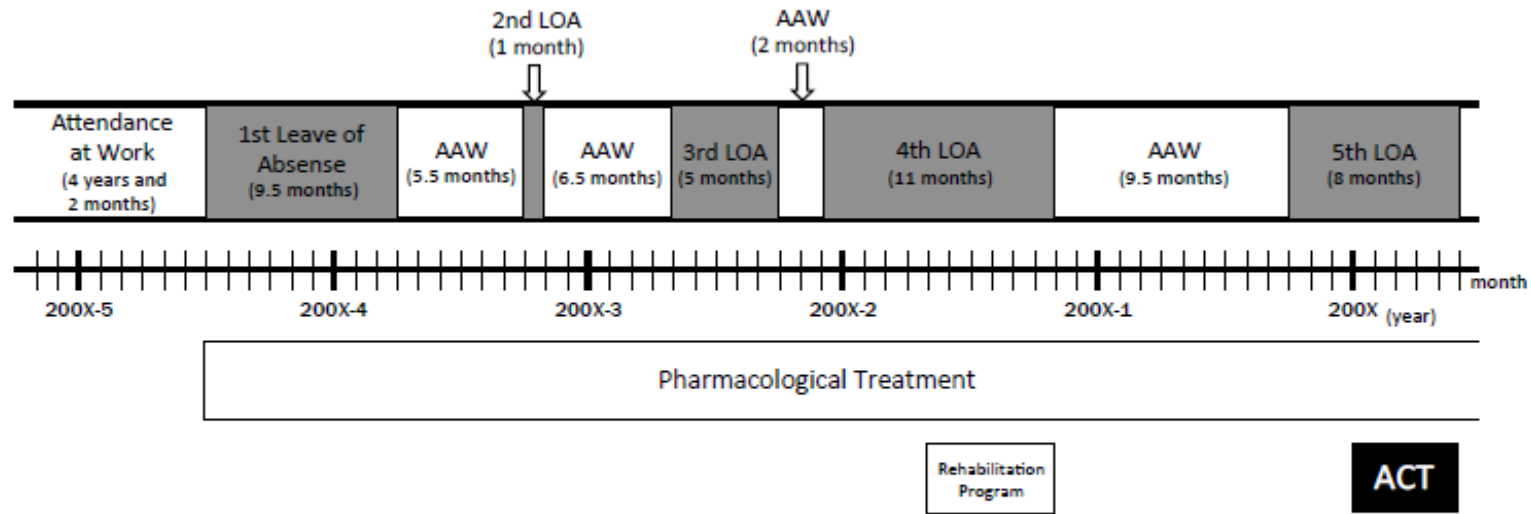 2nd LOA
(1 month)
AAW
(2 months)
Attendance
at Work
(4 years and
2 months)
1st Leave of
Absense
(9.5 months)
AAW
(5.5 months)
AAW
(6.5 months)
3rd LOA
(5 months)
4th LOA
(11 months)
AAW
(9.5 months)
5th LOA
(8 months)
month
200X-5
200X-4
200X-3
200X-2
200X-1
200X
(year)
Pharmacological Treatment
Rehabilitation
Program
ACT